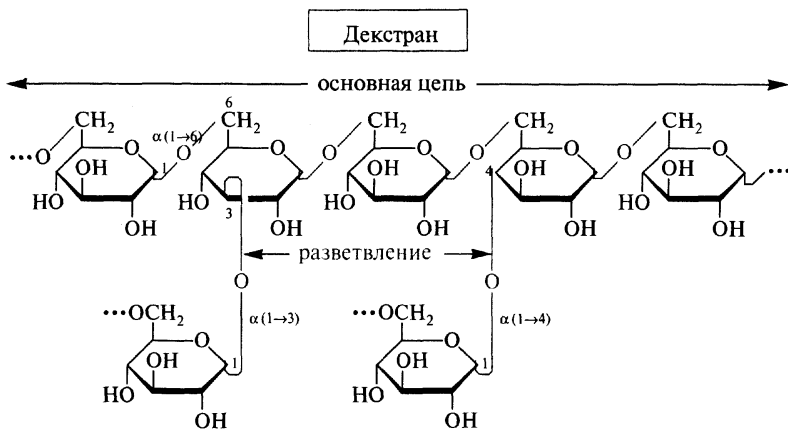 Декстран
основная цепь
6
CH₂ CH₂ CH₂ CH₂ CH₂
α(1→6)
···O O O O O O O O O O ···
1 4
OH OH OH OH OH
HO HO HO HO
3
OH OH OH OH OH
разветвление
O O
···OCH₂ α(1→3) ···OCH₂ α(1→4)
O O
OH 1 OH 1
HO HO
OH OH